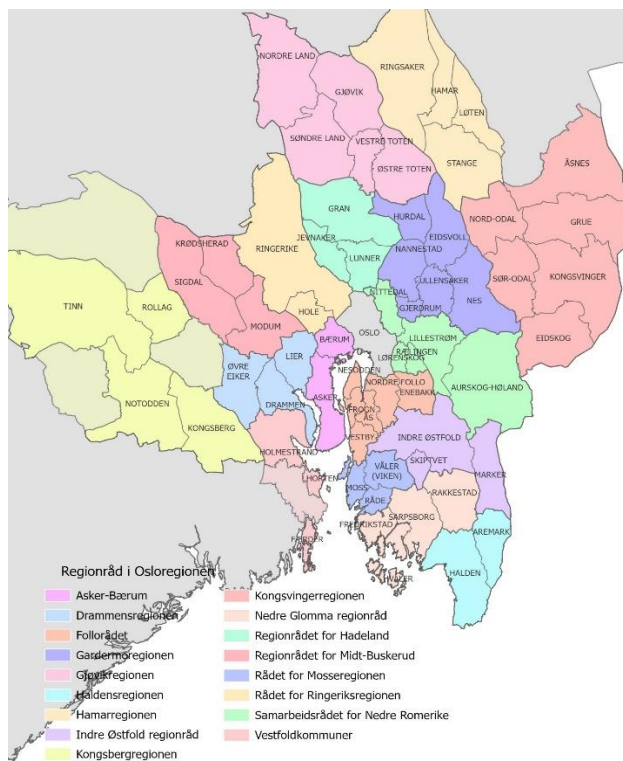 NORDRE LAND
RINGSAKER
GJØVIK
HAMAR
LØTEN
SØNDRE LAND
VESTRE TOTEN
STANGE
ØSTRE TOTEN
ÅSNES
GRAN
HURDAL
NORD-ODAL
GRUE
JEVNAKER
EIDSVOLL
KRØDSHERAD
RINGERIKE
NANNESTAD
LUNNER
SIGDAL
ULLENSAKER
SØR-ODAL
KONGSVINGER
NITTEDAL
TINN
ROLLAG
HOLE
GJERDRUM
NES
MODUM
OSLO
BÆRUM
LILLESTRØM
EIDSKOG
LIER
RÆLINGEN
LØRENSKOG
ØVRE
EIKER
NESODDEN
NORDRE FOLLO
ENEBAKK
AURSKOG-HØLAND
NOTODDEN
ASKER
DRAMMEN
FROGN
ÅS
KONGSBERG
VESTBY
INDRE ØSTFOLD
HOLMESTRAND
SKIPTVET
VÅLER
(VIKEN)
MARKER
HORTEN
MOSS
RÅDE
RAKKESTAD
SARPSBORG
FREDRIKSTAD
AREMARK
FÆRDER
HALDEN
HVALER
Regionråd i Osloregionen
Asker-Bærum
Drammensregionen
Follorådet
Gardermoregionen
Gjøvikregionen
Haldensregionen
Hamarregionen
Indre Østfold regionråd
Kongsbergregionen
Kongsvingerregionen
Nedre Glomma regionråd
Regionrådet for Hadeland
Regionrådet for Midt-Buskerud
Rådet for Mosseregionen
Rådet for Ringeriksregionen
Samarbeidsrådet for Nedre Romerike
Vestfoldkommuner